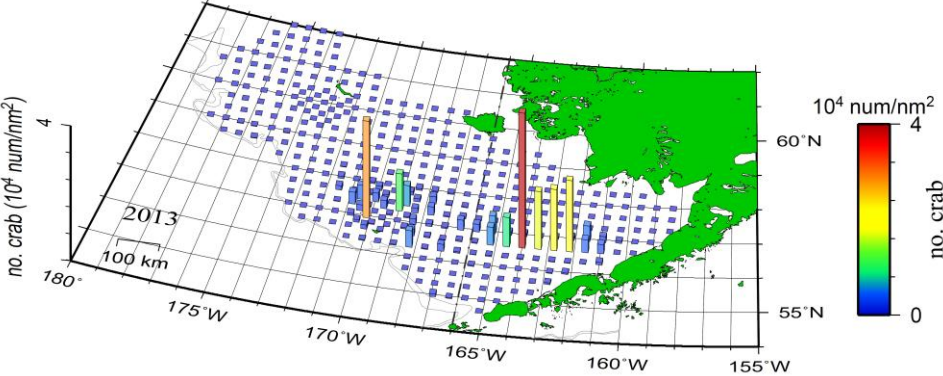 10⁴ num/nm²
4
4
60°N
no. crab (10⁴ num/nm²)
no. crab
2013
100 km
180°
175°W
170°W
165°W
160°W
155°W
55°N
0